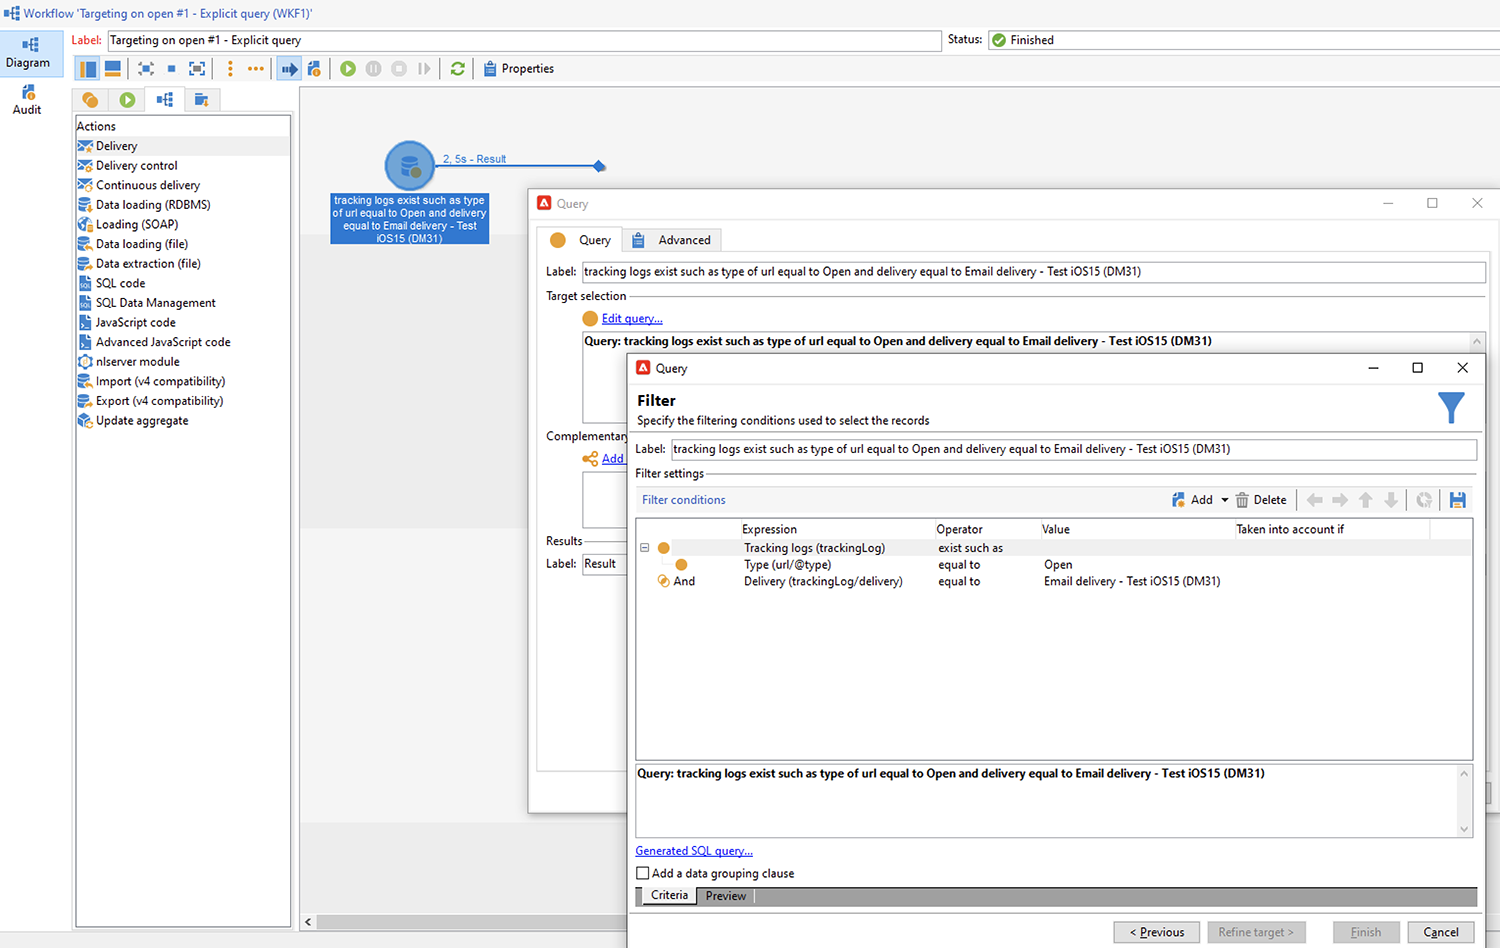 Workflow 'Targeting on open #1 - Explicit query (WKF1)'
Diagram
Audit
Label: Targeting on open #1 - Explicit query
Status: Finished
Properties
Actions
Delivery
Delivery control
Continuous delivery
Data loading (RDBMS)
Loading (SOAP)
Data loading (file)
Data extraction (file)
SQL code
SQL Data Management
JavaScript code
Advanced JavaScript code
nlserver module
Import (v4 compatibility)
Export (v4 compatibility)
Update aggregate
2, 5s - Result
tracking logs exist such as type
of url equal to Open and delivery
equal to Email delivery - Test
iOS15 (DM31)
Query
Query
Advanced
Label: tracking logs exist such as type of url equal to Open and delivery equal to Email delivery - Test iOS15 (DM31)
Target selection
Edit query...
Query: tracking logs exist such as type of url equal to Open and delivery equal to Email delivery - Test iOS15 (DM31)
Complementary
Add
Results
Label: Result
Query
Filter
Specify the filtering conditions used to select the records
Label: tracking logs exist such as type of url equal to Open and delivery equal to Email delivery - Test iOS15 (DM31)
Filter settings
Filter conditions
Add
Delete
Expression Operator Value Taken into account if
Tracking logs (trackingLog) exist such as
Type (url/@type) equal to Open
And Delivery (trackingLog/delivery) equal to Email delivery - Test iOS15 (DM31)
Query: tracking logs exist such as type of url equal to Open and delivery equal to Email delivery - Test iOS15 (DM31)
Generated SQL query...
Add a data grouping clause
Criteria
Preview
< Previous
Refine target >
Finish
Cancel